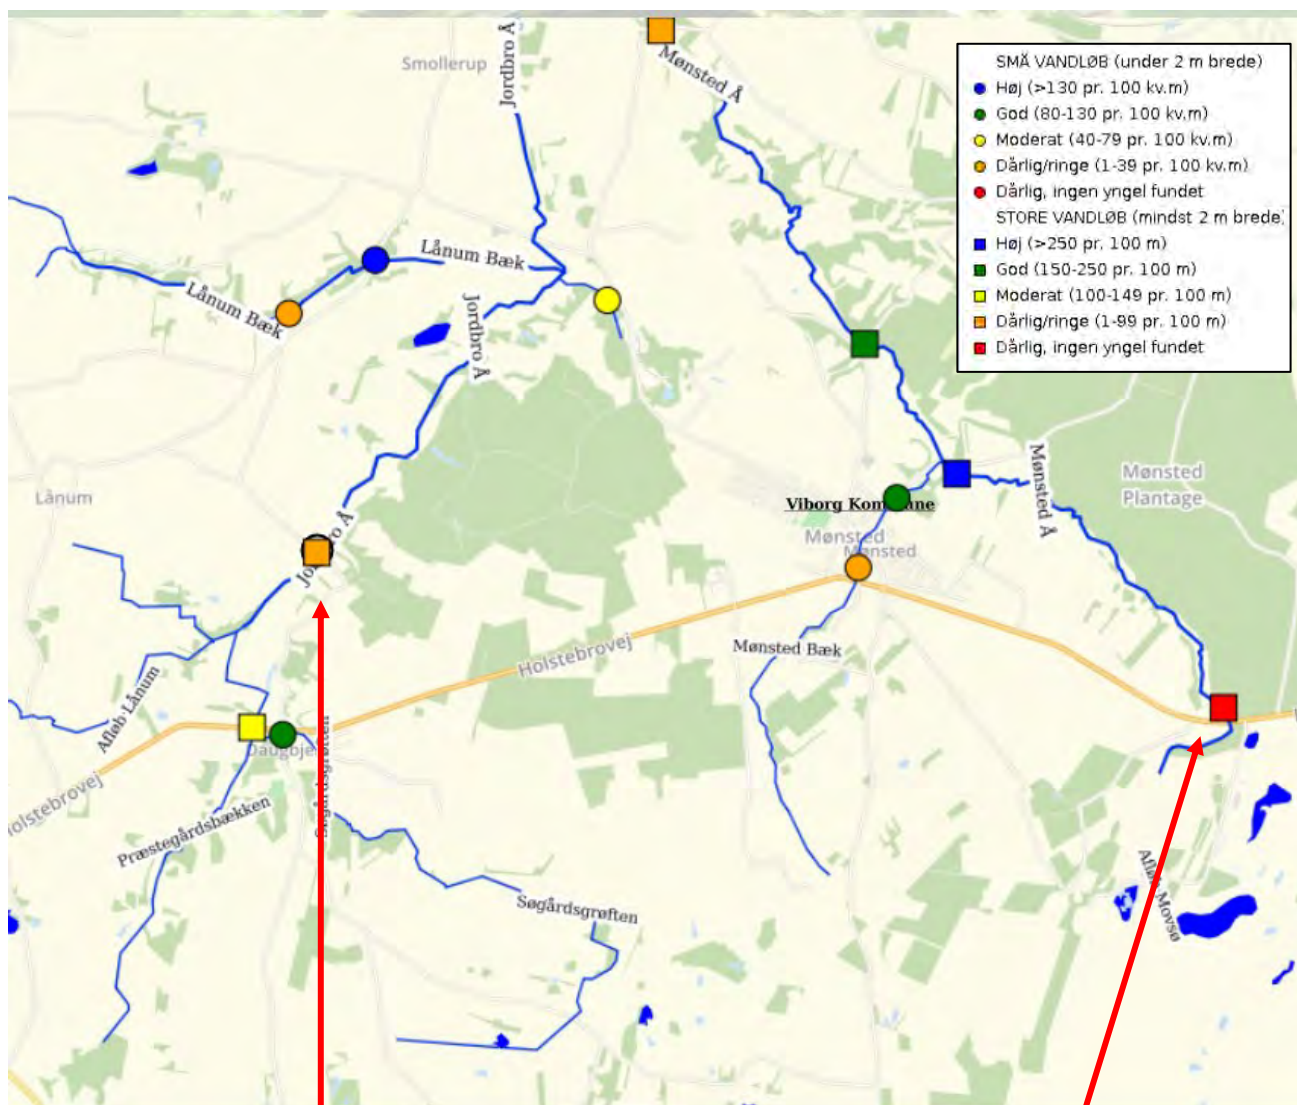 Smollerup
Jordbro Å
Mønsted Å
SMÅ VANDLØB (under 2 m brede)
Høj (>130 pr. 100 kv.m)
God (80-130 pr. 100 kv.m)
Moderat (40-79 pr. 100 kv.m)
Dårlig/ringe (1-39 pr. 100 kv.m)
Dårlig, ingen yngel fundet
STORE VANDLØB (mindst 2 m brede)
Høj (>250 pr. 100 m)
God (150-250 pr. 100 m)
Moderat (100-149 pr. 100 m)
Dårlig/ringe (1-99 pr. 100 m)
Dårlig, ingen yngel fundet
Lånum Bæk
Lånum Bæk
Jordbro Å
Lånum
Mønsted Å
Mønsted
Plantage
Viborg Kommune
Mønsted
Mønsted
Mønsted Bæk
Holstebrovej
Afløb Lånum
Søgårdsgrøften
Holstebrovej
Præstegårdsbækken
Søgårdsgrøften
Movsø